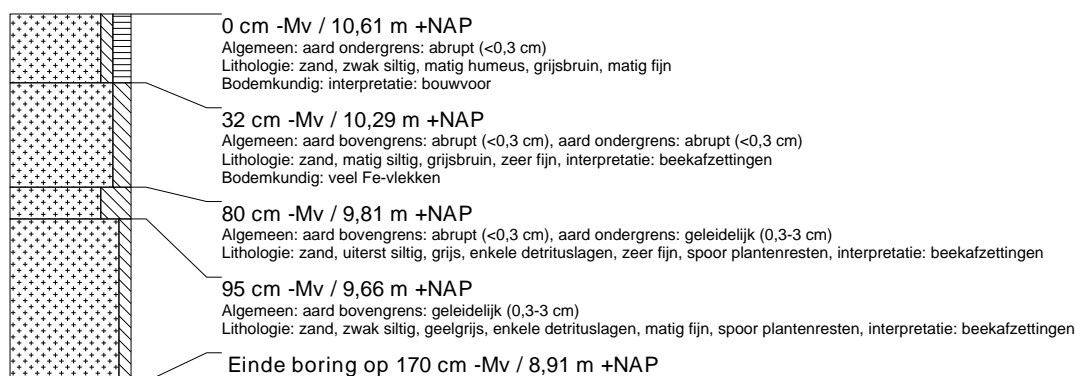 0 cm -Mv / 10,61 m +NAP
Algemeen: aard ondergrens: abrupt (<0,3 cm)
Lithologie: zand, zwak siltig, matig humeus, grijsbruin, matig fijn
Bodemkundig: interpretatie: bouwvoor
32 cm -Mv / 10,29 m +NAP
Algemeen: aard bovengrens: abrupt (<0,3 cm), aard ondergrens: abrupt (<0,3 cm)
Lithologie: zand, matig siltig, grijsbruin, zeer fijn, interpretatie: beekafzettingen
Bodemkundig: veel Fe-vlekken
80 cm -Mv / 9,81 m +NAP
Algemeen: aard bovengrens: abrupt (<0,3 cm), aard ondergrens: geleidelijk (0,3-3 cm)
Lithologie: zand, uiterst siltig, grijs, enkele detrituslagen, zeer fijn, spoor plantenresten, interpretatie: beekafzettingen
95 cm -Mv / 9,66 m +NAP
Algemeen: aard bovengrens: geleidelijk (0,3-3 cm)
Lithologie: zand, zwak siltig, geelgrijs, enkele detrituslagen, matig fijn, spoor plantenresten, interpretatie: beekafzettingen
Einde boring op 170 cm -Mv / 8,91 m +NAP